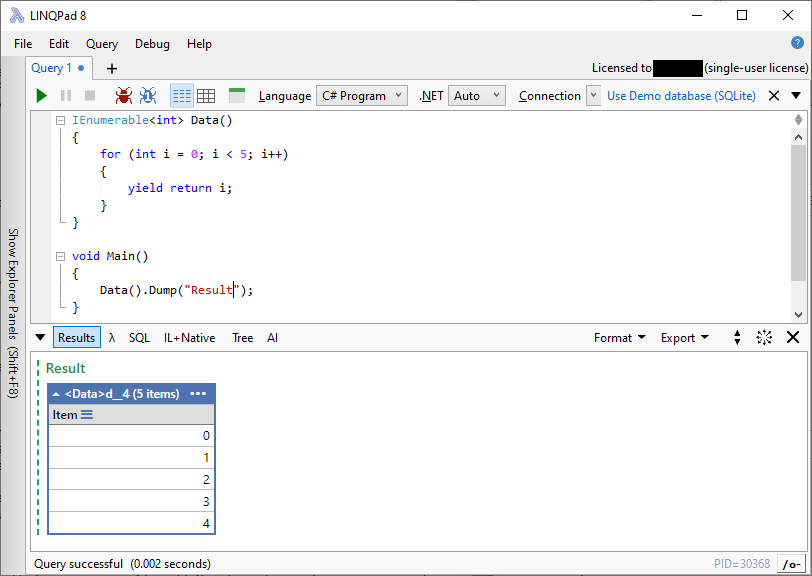 LINQPad 8
File Edit Query Debug Help
Query 1
Licensed to (single-user license)
Language C# Program .NET Auto Connection Use Demo database (SQLite)
IEnumerable<int> Data()
{
for (int i = 0; i < 5; i++)
{
yield return i;
}
}
void Main()
{
Data().Dump("Result");
}
Show Explorer Panels (Shift+F8)
Results λ SQL IL+Native Tree AI Format Export
Result
<Data>d__4 (5 items)
Item
0
1
2
3
4
Query successful (0.002 seconds)
PID=30368 /o-